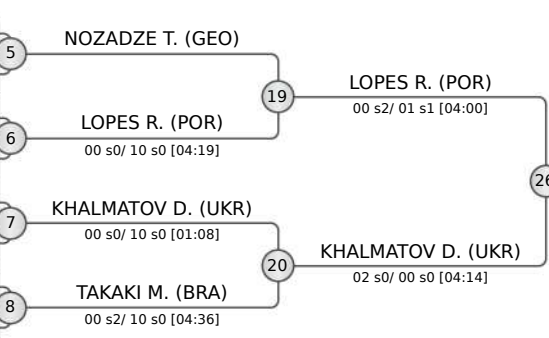 NOZADZE T. (GEO)
5
19
LOPES R. (POR)
00 s2/ 01 s1 [04:00]
LOPES R. (POR)
6
00 s0/ 10 s0 [04:19]
26
KHALMATOV D. (UKR)
7
00 s0/ 10 s0 [01:08]
20
KHALMATOV D. (UKR)
02 s0/ 00 s0 [04:14]
TAKAKI M. (BRA)
8
00 s2/ 10 s0 [04:36]